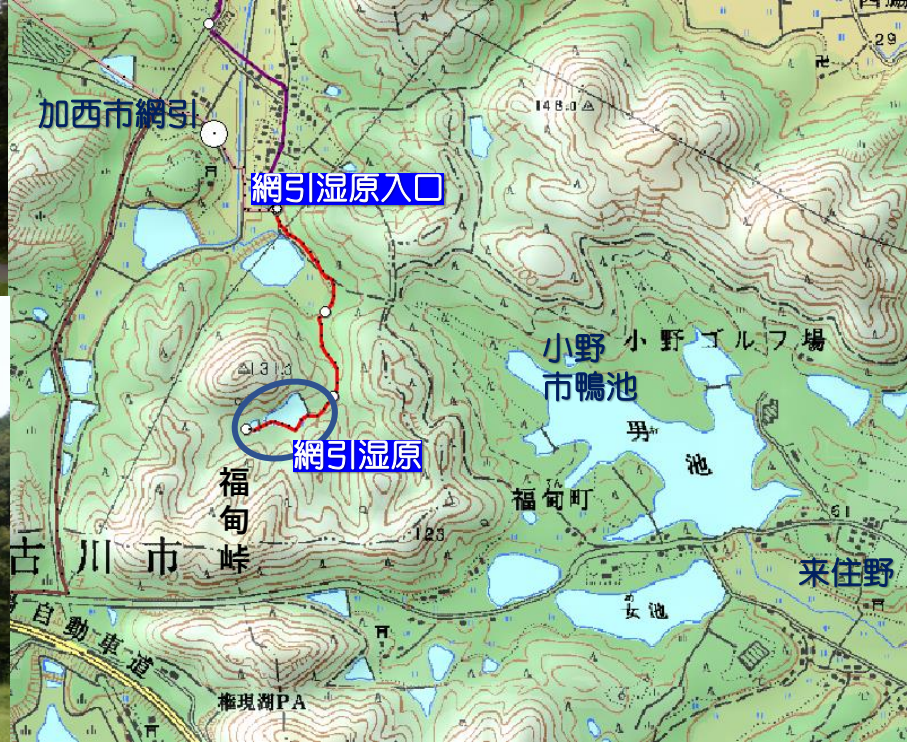 29
加西市網引
148.0
網引湿原入口
小野ゴルフ場
小野
市鴨池
131.3
男
池
網引湿原
福甸峠
福甸町
123
51
古川市
来住野
女池
自動車道
権現湖PA